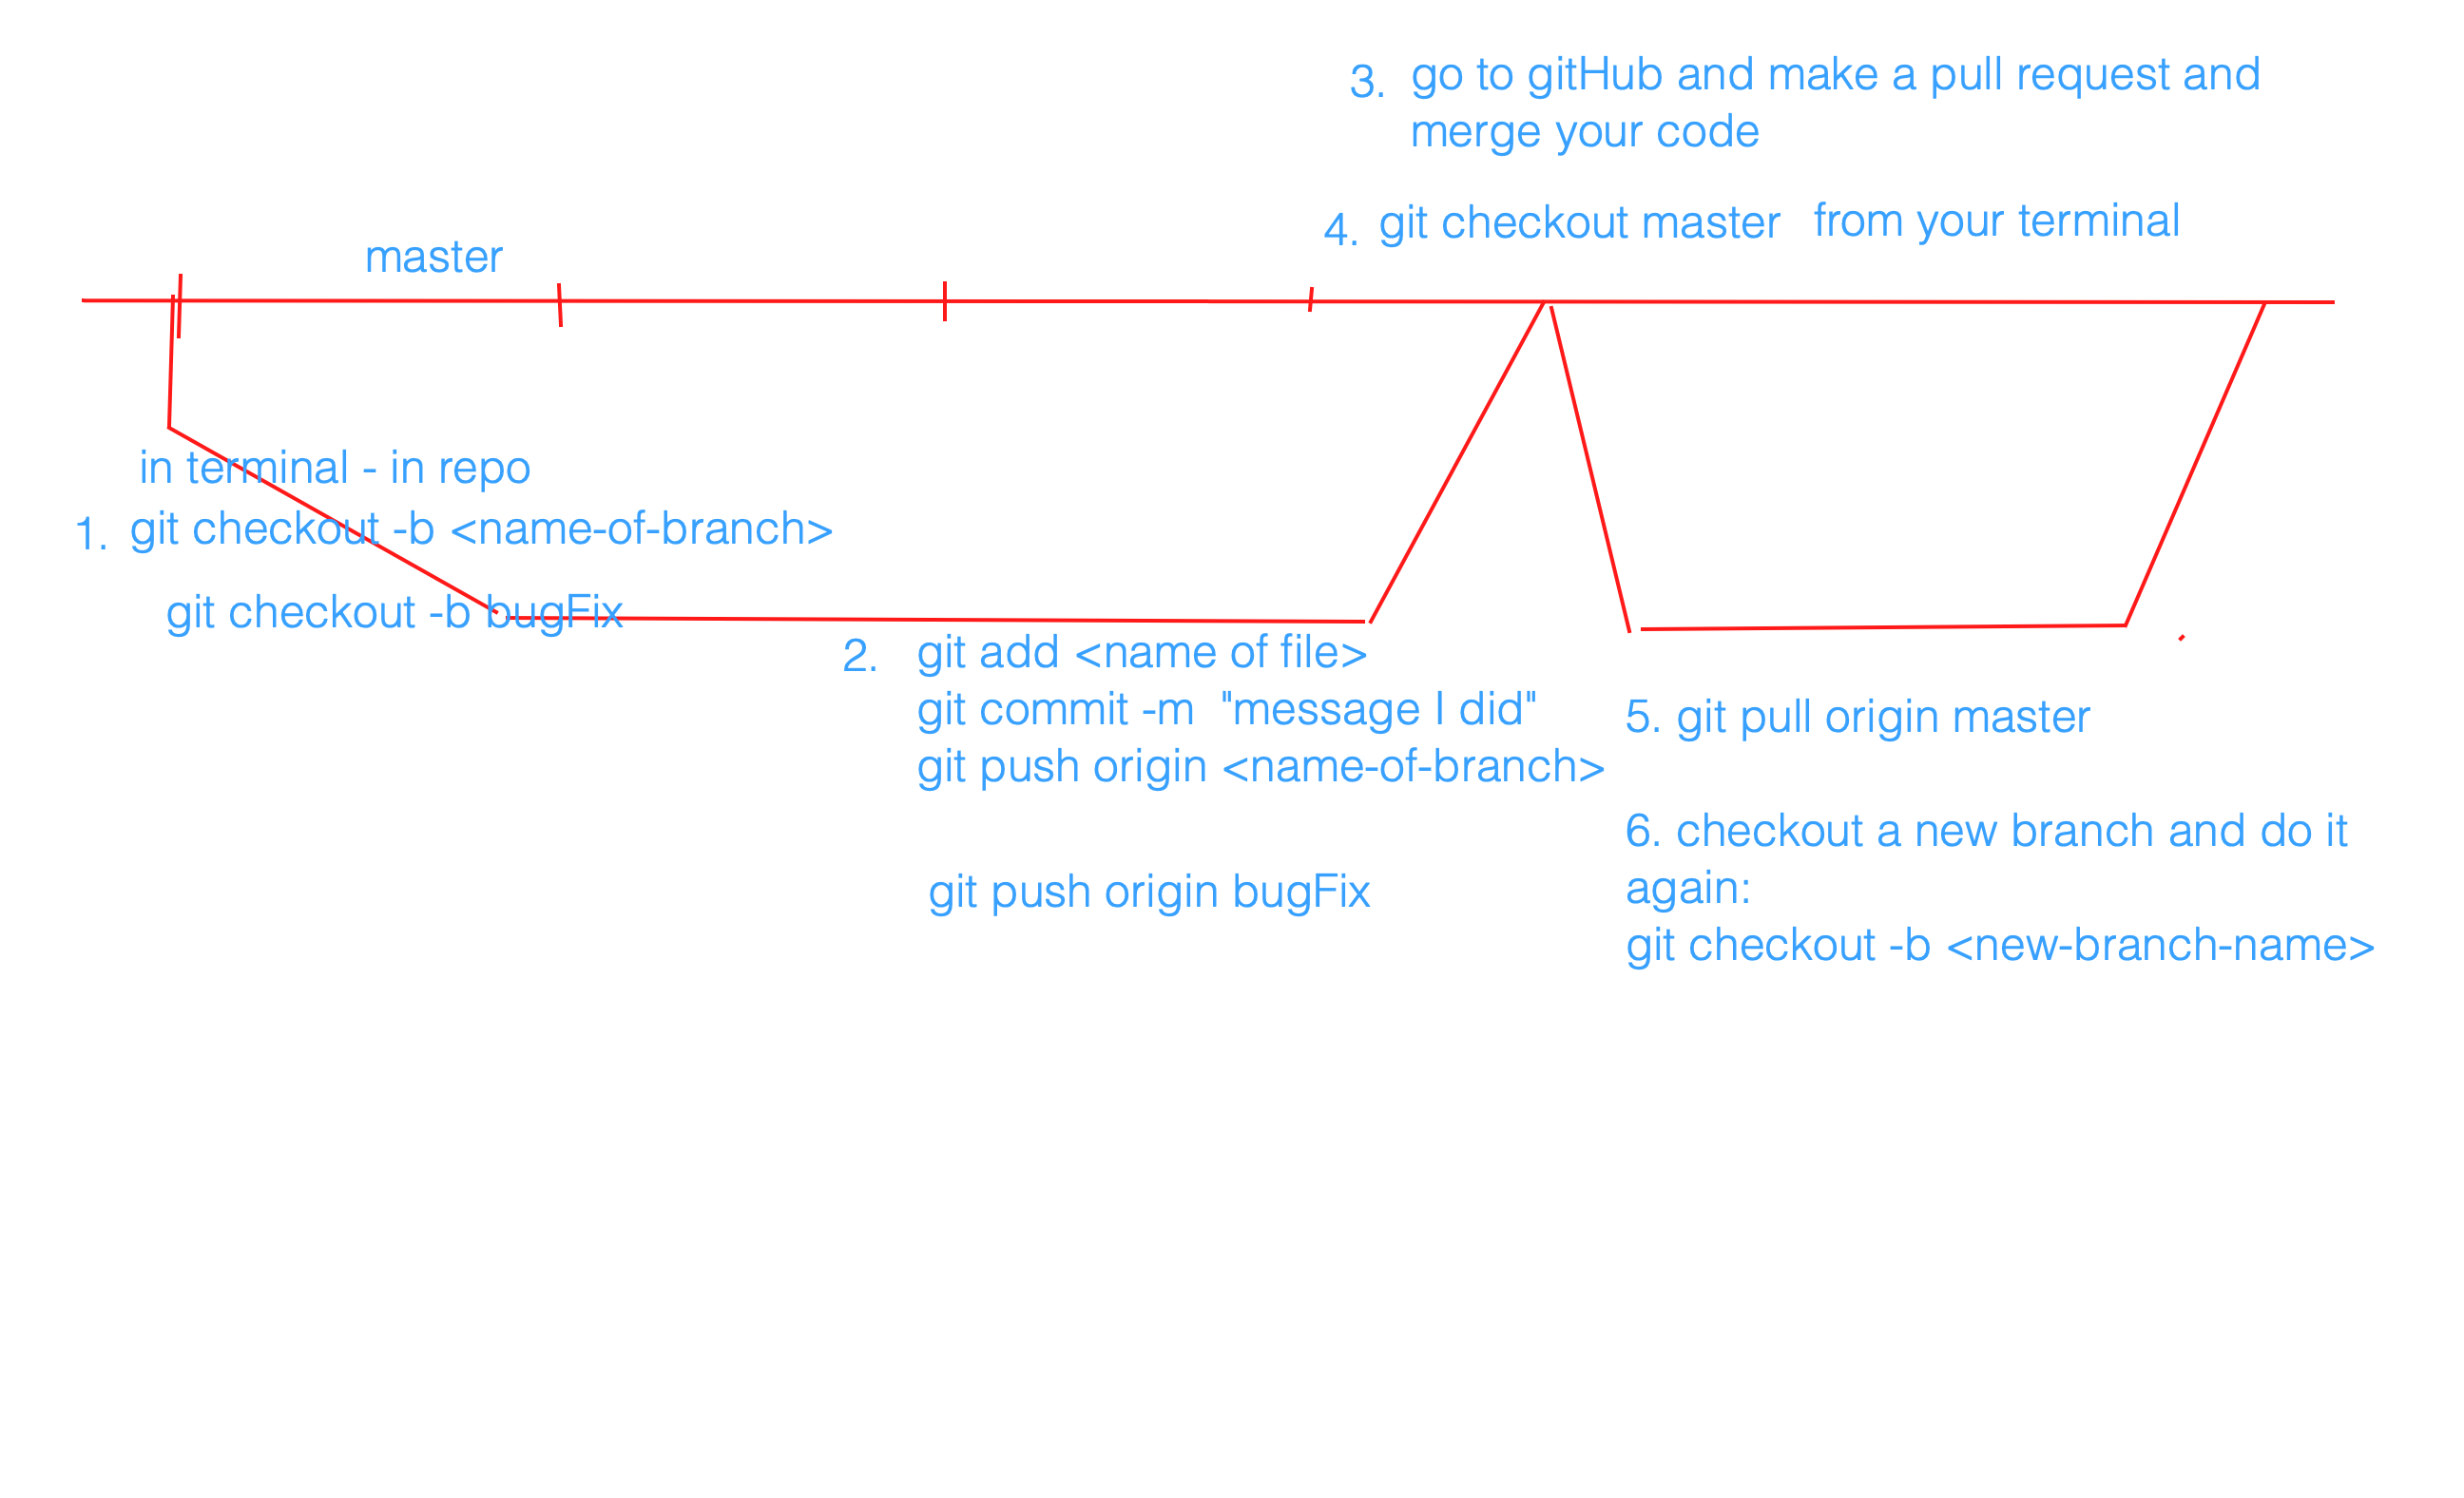 3. go to gitHub and make a pull request and
merge your code
4. git checkout master from your terminal
master
in terminal - in repo
1. git checkout -b <name-of-branch>
git checkout -b bugFix
2. git add <name of file>
git commit -m "message I did"
git push origin <name-of-branch>
git push origin bugFix
5. git pull origin master
6. checkout a new branch and do it
again:
git checkout -b <new-branch-name>